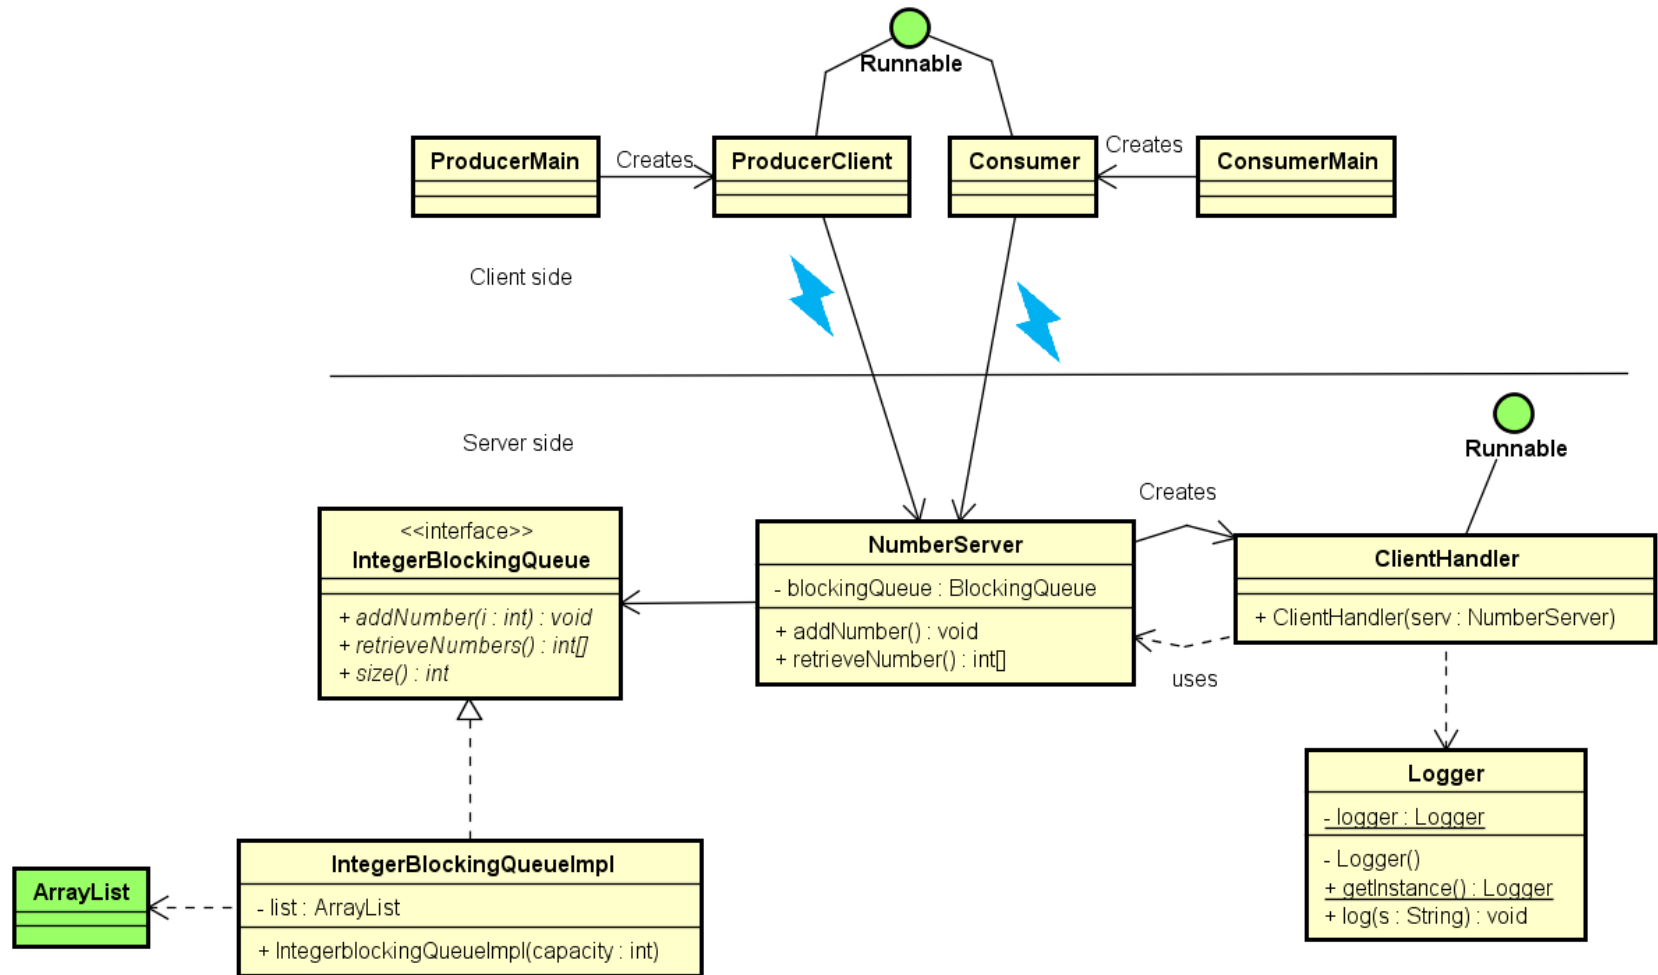 Runnable
ProducerMain
Creates
ProducerClient
Consumer
Creates
ConsumerMain
Client side
Server side
Runnable
<<interface>>
IntegerBlockingQueue
+ addNumber(i : int) : void
+ retrieveNumbers() : int[]
+ size() : int
NumberServer
- blockingQueue : BlockingQueue
+ addNumber() : void
+ retrieveNumber() : int[]
Creates
uses
ClientHandler
+ ClientHandler(serv : NumberServer)
Logger
- logger : Logger
- Logger()
+ getInstance() : Logger
+ log(s : String) : void
ArrayList
IntegerBlockingQueueImpl
- list : ArrayList
+ IntegerblockingQueueImpl(capacity : int)